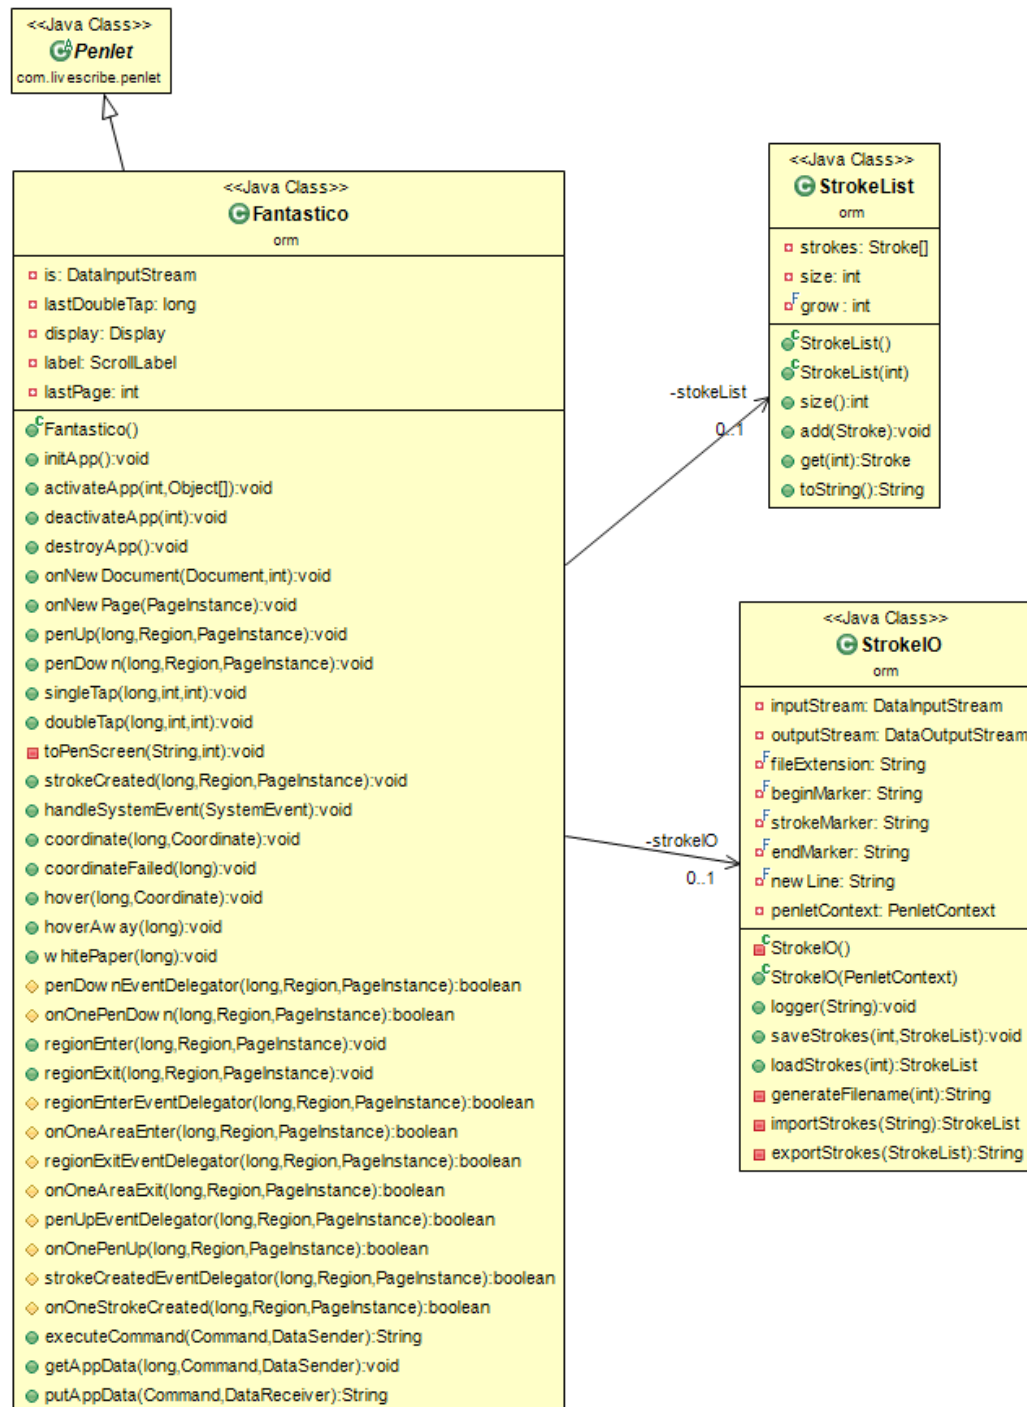 <<Java Class>>
Penlet
com.livescribe.penlet
<<Java Class>>
Fantastico
orm
is: DataInputStream
lastDoubleTap: long
display: Display
label: ScrollLabel
lastPage: int
Fantastico()
initApp():void
activateApp(int,Object[]):void
deactivateApp(int):void
destroyApp():void
onNewDocument(Document,int):void
onNewPage(PageInstance):void
penUp(long,Region,PageInstance):void
penDown(long,Region,PageInstance):void
singleTap(long,int,int):void
doubleTap(long,int,int):void
toPenScreen(String,int):void
strokeCreated(long,Region,PageInstance):void
handleSystemEvent(SystemEvent):void
coordinate(long,Coordinate):void
coordinateFailed(long):void
hover(long,Coordinate):void
hoverAway(long):void
whitePaper(long):void
penDownEventDelegator(long,Region,PageInstance):boolean
onOnePenDown(long,Region,PageInstance):boolean
regionEnter(long,Region,PageInstance):void
regionExit(long,Region,PageInstance):void
regionEnterEventDelegator(long,Region,PageInstance):boolean
onOneAreaEnter(long,Region,PageInstance):boolean
regionExitEventDelegator(long,Region,PageInstance):boolean
onOneAreaExit(long,Region,PageInstance):boolean
penUpEventDelegator(long,Region,PageInstance):boolean
onOnePenUp(long,Region,PageInstance):boolean
strokeCreatedEventDelegator(long,Region,PageInstance):boolean
onOneStrokeCreated(long,Region,PageInstance):boolean
executeCommand(Command,DataSender):String
getAppData(long,Command,DataSender):void
putAppData(Command,DataReceiver):String
-stokeList
0..1
<<Java Class>>
StrokeList
orm
strokes: Stroke[]
size: int
grow: int
StrokeList()
StrokeList(int)
size():int
add(Stroke):void
get(int):Stroke
toString():String
-strokeIO
0..1
<<Java Class>>
StrokeIO
orm
inputStream: DataInputStream
outputStream: DataOutputStream
fileExtension: String
beginMarker: String
strokeMarker: String
endMarker: String
newLine: String
penletContext: PenletContext
StrokeIO()
StrokeIO(PenletContext)
logger(String):void
saveStrokes(int,StrokeList):void
loadStrokes(int):StrokeList
generateFilename(int):String
importStrokes(String):StrokeList
exportStrokes(StrokeList):String